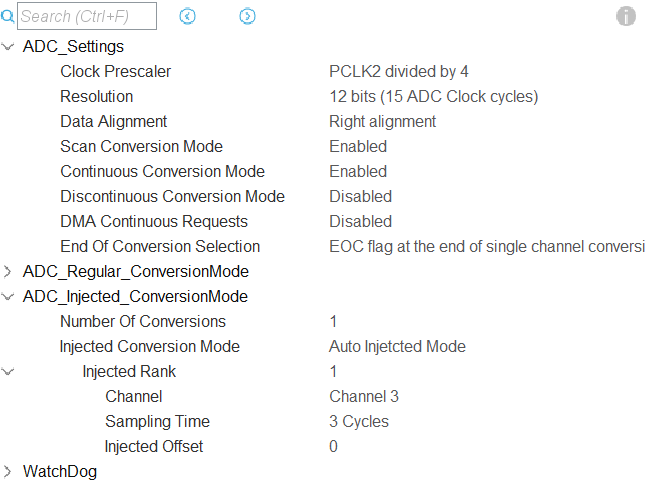 Search (Ctrl+F)
ADC_Settings
Clock Prescaler PCLK2 divided by 4
Resolution 12 bits (15 ADC Clock cycles)
Data Alignment Right alignment
Scan Conversion Mode Enabled
Continuous Conversion Mode Enabled
Discontinuous Conversion Mode Disabled
DMA Continuous Requests Disabled
End Of Conversion Selection EOC flag at the end of single channel conversi
ADC_Regular_ConversionMode
ADC_Injected_ConversionMode
Number Of Conversions 1
Injected Conversion Mode Auto Injetcted Mode
Injected Rank 1
Channel Channel 3
Sampling Time 3 Cycles
Injected Offset 0
WatchDog